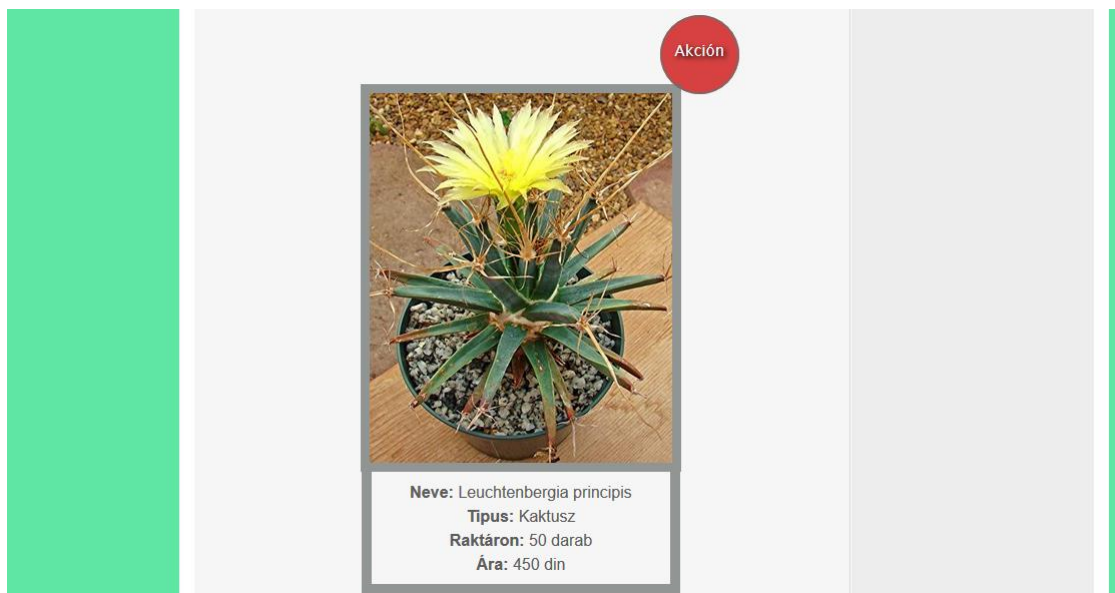 Akción
Neve: Leuchtenbergia principis
Tipus: Kaktusz
Raktáron: 50 darab
Ára: 450 din